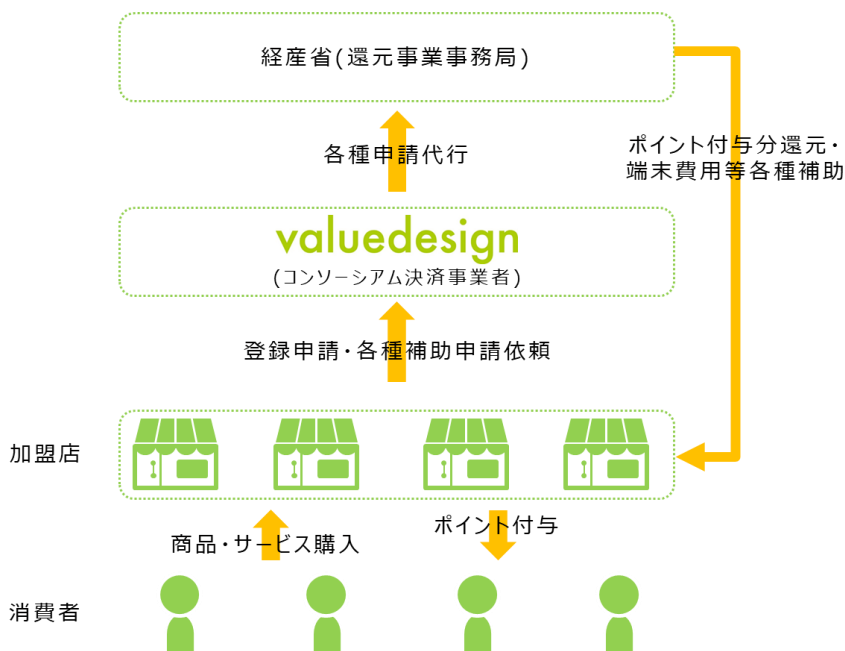 経産省(還元事業事務局)
各種申請代行
ポイント付与分還元・
端末費用等各種補助
valuedesign
(コンソーシアム決済事業者)
登録申請・各種補助申請依頼
加盟店
商品・サービス購入
ポイント付与
消費者